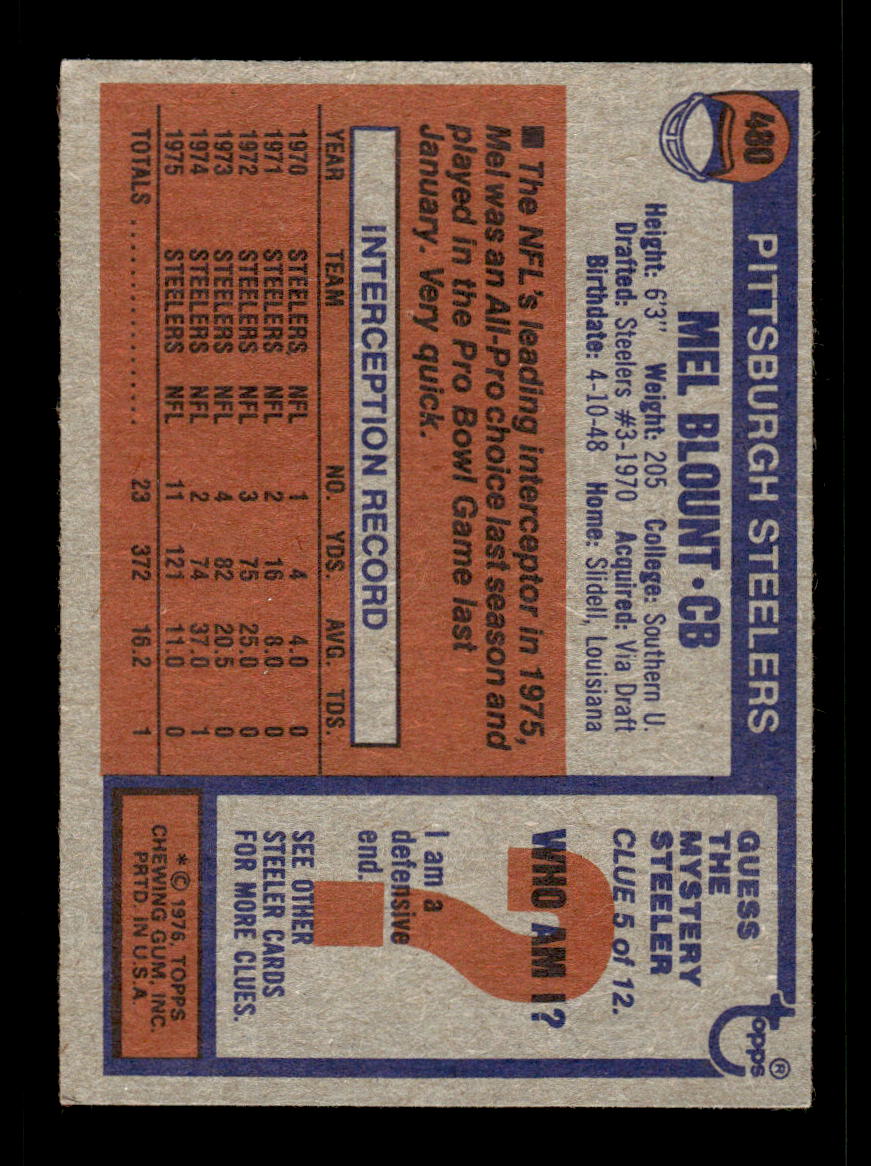 480
PITTSBURGH STEELERS
MEL BLOUNT • CB
Height: 6'3" Weight: 205 College: Southern U.
Drafted: Steelers #3-1970 Acquired: Via Draft
Birthdate: 4-10-48 Home: Slidell, Louisiana
■ The NFL's leading interceptor in 1975,
Mel was an All-Pro choice last season and
played in the Pro Bowl Game last
January. Very quick.
INTERCEPTION RECORD
YEAR TEAM NO. YDS. AVG. TDS.
1970 STEELERS NFL 1 4 4.0 0
1971 STEELERS NFL 2 16 8.0 0
1972 STEELERS NFL 3 75 25.0 0
1973 STEELERS NFL 4 82 20.5 0
1974 STEELERS NFL 2 74 37.0 1
1975 STEELERS NFL 11 121 11.0 0
TOTALS .................... 23 372 16.2 1
topps®
GUESS
THE
MYSTERY
STEELER
CLUE 5 of 12.
WHO AM I?
?
I am a
defensive
end.
SEE OTHER
STEELER CARDS
FOR MORE CLUES.
* © 1976, TOPPS
CHEWING GUM, INC.
PRTD. IN U.S.A